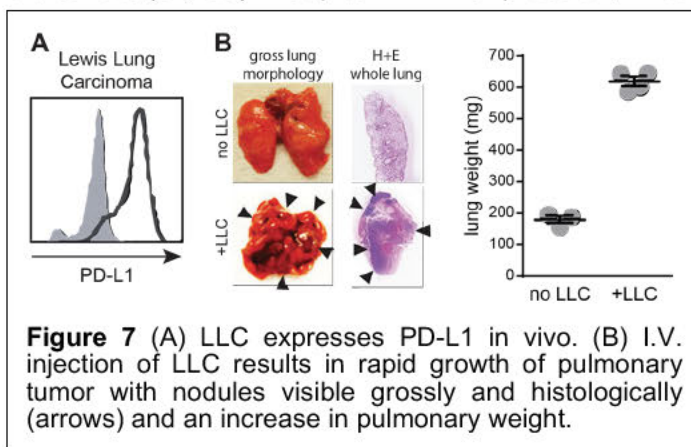 A
Lewis Lung
Carcinoma
PD-L1
B
gross lung
morphology
H+E
whole lung
no LLC
+LLC
lung weight (mg)
700
600
500
400
300
200
100
0
no LLC
+LLC
Figure 7 (A) LLC expresses PD-L1 in vivo. (B) I.V.
injection of LLC results in rapid growth of pulmonary
tumor with nodules visible grossly and histologically
(arrows) and an increase in pulmonary weight.